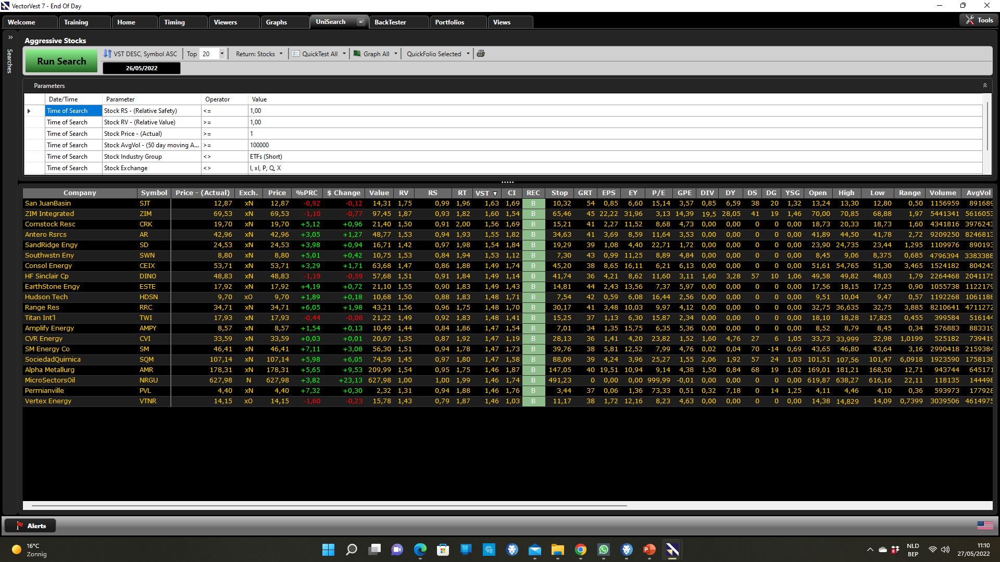 VectorVest 7 - End Of Day
Welcome Training Home Timing Viewers Graphs UniSearch BackTester Portfolios Views Tools
Searches
Aggressive Stocks
Run Search VST DESC, Symbol ASC Top 20 Return: Stocks QuickTest All Graph All QuickFolio Selected
26/05/2022
Parameters
Date/Time Parameter Operator Value
Time of Search Stock RS - (Relative Safety) <= 1,00
Time of Search Stock RV - (Relative Value) >= 1,00
Time of Search Stock Price - (Actual) >= 1
Time of Search Stock AvgVol - (50 day moving A... >= 100000
Time of Search Stock Industry Group <> ETFs (Short)
Time of Search Stock Exchange <> I, xI, P, Q, X
Company Symbol Price - (Actual) Exch. Price %PRC $ Change Value RV RS RT VST CI REC Stop GRT EPS EY P/E GPE DIV DY DS DG YSG Open High Low Range Volume AvgVol
San JuanBasin SJT 12,87 xN 12,87 -0,92 -0,12 14,31 1,75 0,99 1,96 1,63 1,69 B 10,32 54 0,85 6,60 15,14 3,57 0,85 6,59 38 20 1,32 13,24 13,30 12,80 0,50 1156959 891689
ZIM Integrated ZIM 69,53 xN 69,53 -1,10 -0,77 97,45 1,87 0,93 1,82 1,60 1,54 B 65,46 45 22,22 31,96 3,13 14,39 19,5 28,05 41 19 1,46 70,00 70,85 68,88 1,97 5441341 5616053
Comstock Resc CRK 19,70 xN 19,70 +5,12 +0,96 21,40 1,50 0,91 2,00 1,56 1,69 B 15,21 41 2,27 11,52 8,68 4,73 0,00 0,00 0 0 0,00 18,73 20,33 18,73 1,60 4341816 3976243
Antero Rsrcs AR 42,96 xN 42,96 +3,05 +1,27 48,77 1,53 0,94 1,93 1,55 1,82 B 34,63 41 3,69 8,59 11,64 3,53 0,00 0,00 0 0 0,00 41,89 44,50 41,78 2,72 9209250 8246813
SandRidge Engy SD 24,53 xN 24,53 +3,98 +0,94 16,71 1,42 0,97 1,98 1,54 1,84 B 19,29 39 1,08 4,40 22,71 1,72 0,00 0,00 0 0 0,00 23,90 24,735 23,44 1,295 1109976 890193
Southwstn Eny SWN 8,80 xN 8,80 +5,01 +0,42 10,75 1,53 0,84 1,94 1,53 1,12 B 7,30 43 0,99 11,25 8,89 4,84 0,00 0,00 0 0 0,00 8,45 9,06 8,375 0,685 4796394 3383388
Consol Energy CEIX 53,71 xN 53,71 +3,29 +1,71 63,68 1,47 0,86 1,88 1,49 1,74 B 45,20 38 8,65 16,11 6,21 6,13 0,00 0,00 0 0 0,00 51,61 54,765 51,30 3,465 1524182 804243
HF Sinclair Cp DINO 48,83 xN 48,83 -1,19 -0,59 57,68 1,51 0,91 1,84 1,49 1,14 B 41,74 36 4,21 8,62 11,60 3,11 1,60 3,28 57 10 1,06 49,58 49,82 48,03 1,79 2264468 2041175
EarthStone Engy ESTE 17,92 xN 17,92 +4,19 +0,72 21,10 1,55 0,90 1,83 1,49 1,43 B 14,81 44 2,43 13,56 7,37 5,97 0,00 0,00 0 0 0,00 17,56 18,15 17,25 0,90 1055738 1122179
Hudson Tech HDSN 9,70 xO 9,70 +1,89 +0,18 10,68 1,50 0,88 1,83 1,48 1,71 B 7,54 42 0,59 6,08 16,44 2,56 0,00 0,00 0 0 0,00 9,51 10,04 9,47 0,57 1192268 1061188
Range Res RRC 34,71 xN 34,71 +6,05 +1,98 43,21 1,56 0,96 1,75 1,48 1,70 B 30,17 41 3,48 10,03 9,97 4,12 0,00 0,00 0 0 0,00 32,75 36,635 32,75 3,885 8210641 4711272
Titan Int'l TWI 17,93 xN 17,93 -0,44 -0,08 21,22 1,49 0,92 1,83 1,48 1,41 B 15,25 37 1,13 6,30 15,87 2,34 0,00 0,00 0 0 0,00 18,10 18,28 17,825 0,455 399584 516144
Amplify Energy AMPY 8,57 xN 8,57 +1,54 +0,13 10,49 1,44 0,84 1,86 1,47 1,54 B 7,01 34 1,35 15,75 6,35 5,36 0,00 0,00 0 0 0,00 8,52 8,79 8,45 0,34 576883 883319
CVR Energy CVI 33,59 xN 33,59 +0,03 +0,01 20,67 1,35 0,87 1,92 1,47 1,19 B 28,13 36 1,41 4,20 23,82 1,52 1,60 4,76 27 6 1,05 33,73 33,999 32,98 1,0199 525182 739419
SM Energy Co SM 46,41 xN 46,41 +7,11 +3,08 56,30 1,51 0,94 1,78 1,47 1,73 B 39,76 38 5,81 12,52 7,99 4,76 0,02 0,04 70 -14 0,69 43,65 46,80 43,64 3,16 2990418 2159384
SociedadQuimica SQM 107,14 xN 107,14 +5,98 +6,05 74,59 1,45 0,97 1,80 1,47 1,58 B 88,09 39 4,24 3,96 25,27 1,55 2,06 1,92 57 24 1,03 101,51 107,56 101,47 6,0918 1923590 1758138
Alpha Metallurg AMR 178,31 xN 178,31 +5,65 +9,53 209,99 1,54 0,95 1,75 1,46 1,87 B 147,05 40 19,51 10,94 9,14 4,38 1,50 0,84 68 19 1,02 169,01 181,21 168,50 12,71 943744 645171
MicroSectorsOil NRGU 627,98 N 627,98 +3,82 +23,13 627,98 1,00 1,00 1,99 1,46 1,74 B 491,23 0 0,00 0,00 999,99 -0,01 0,00 0,00 0 0 0,00 619,87 638,27 616,16 22,11 118135 144498
Permianville PVL 4,40 xN 4,40 +7,32 +0,30 2,32 1,31 0,94 1,88 1,46 1,76 B 3,44 37 0,06 1,36 73,33 0,51 0,32 7,18 0 14 1,25 4,11 4,46 4,10 0,36 593973 177928
Vertex Energy VTNR 14,15 xO 14,15 -1,60 -0,23 15,78 1,43 0,79 1,87 1,46 1,03 B 11,17 38 1,72 12,16 8,23 4,63 0,00 0,00 0 0 0,00 14,38 14,829 14,09 0,7399 3039506 4614975
Alerts
16°C
Zonnig
NLD
BEP
11:10
27/05/2022